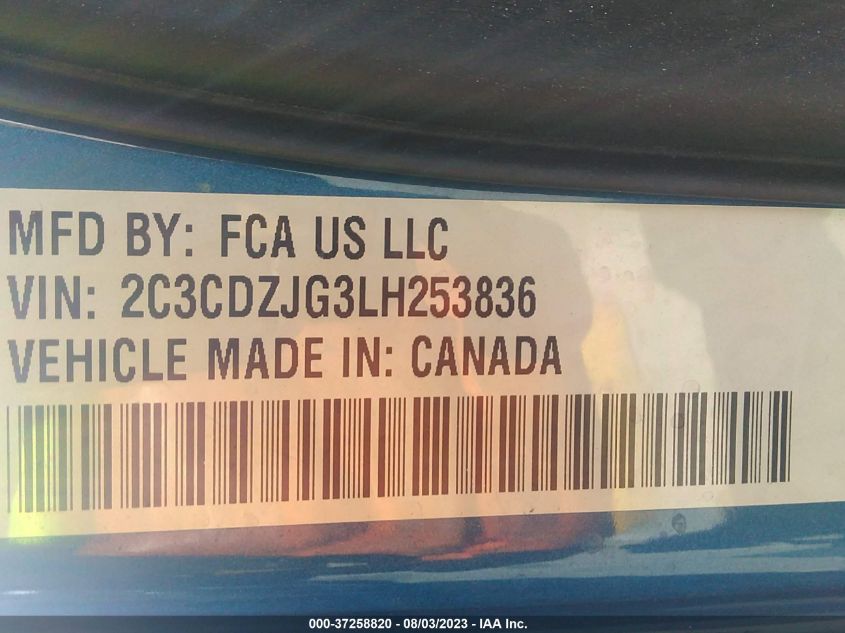 MFD BY: FCA US LLC
VIN: 2C3CDZJG3LH253836
VEHICLE MADE IN: CANADA
000-37258820 - 08/03/2023 - IAA Inc.